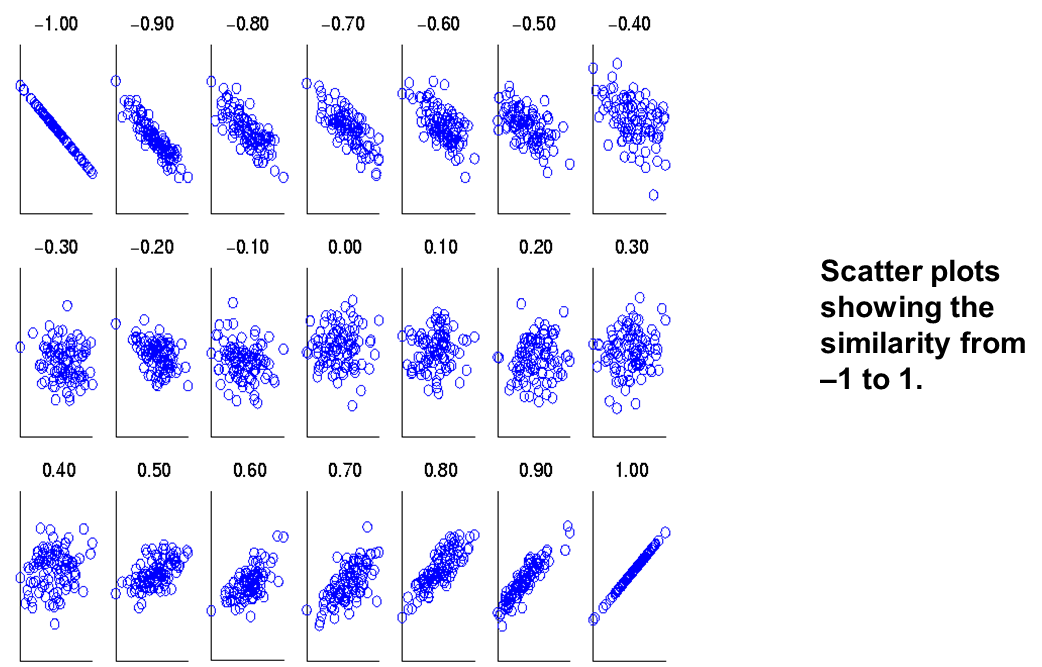 −1.00 −0.90 −0.80 −0.70 −0.60 −0.50 −0.40
−0.30 −0.20 −0.10 0.00 0.10 0.20 0.30
Scatter plots
showing the
similarity from
–1 to 1.
0.40 0.50 0.60 0.70 0.80 0.90 1.00